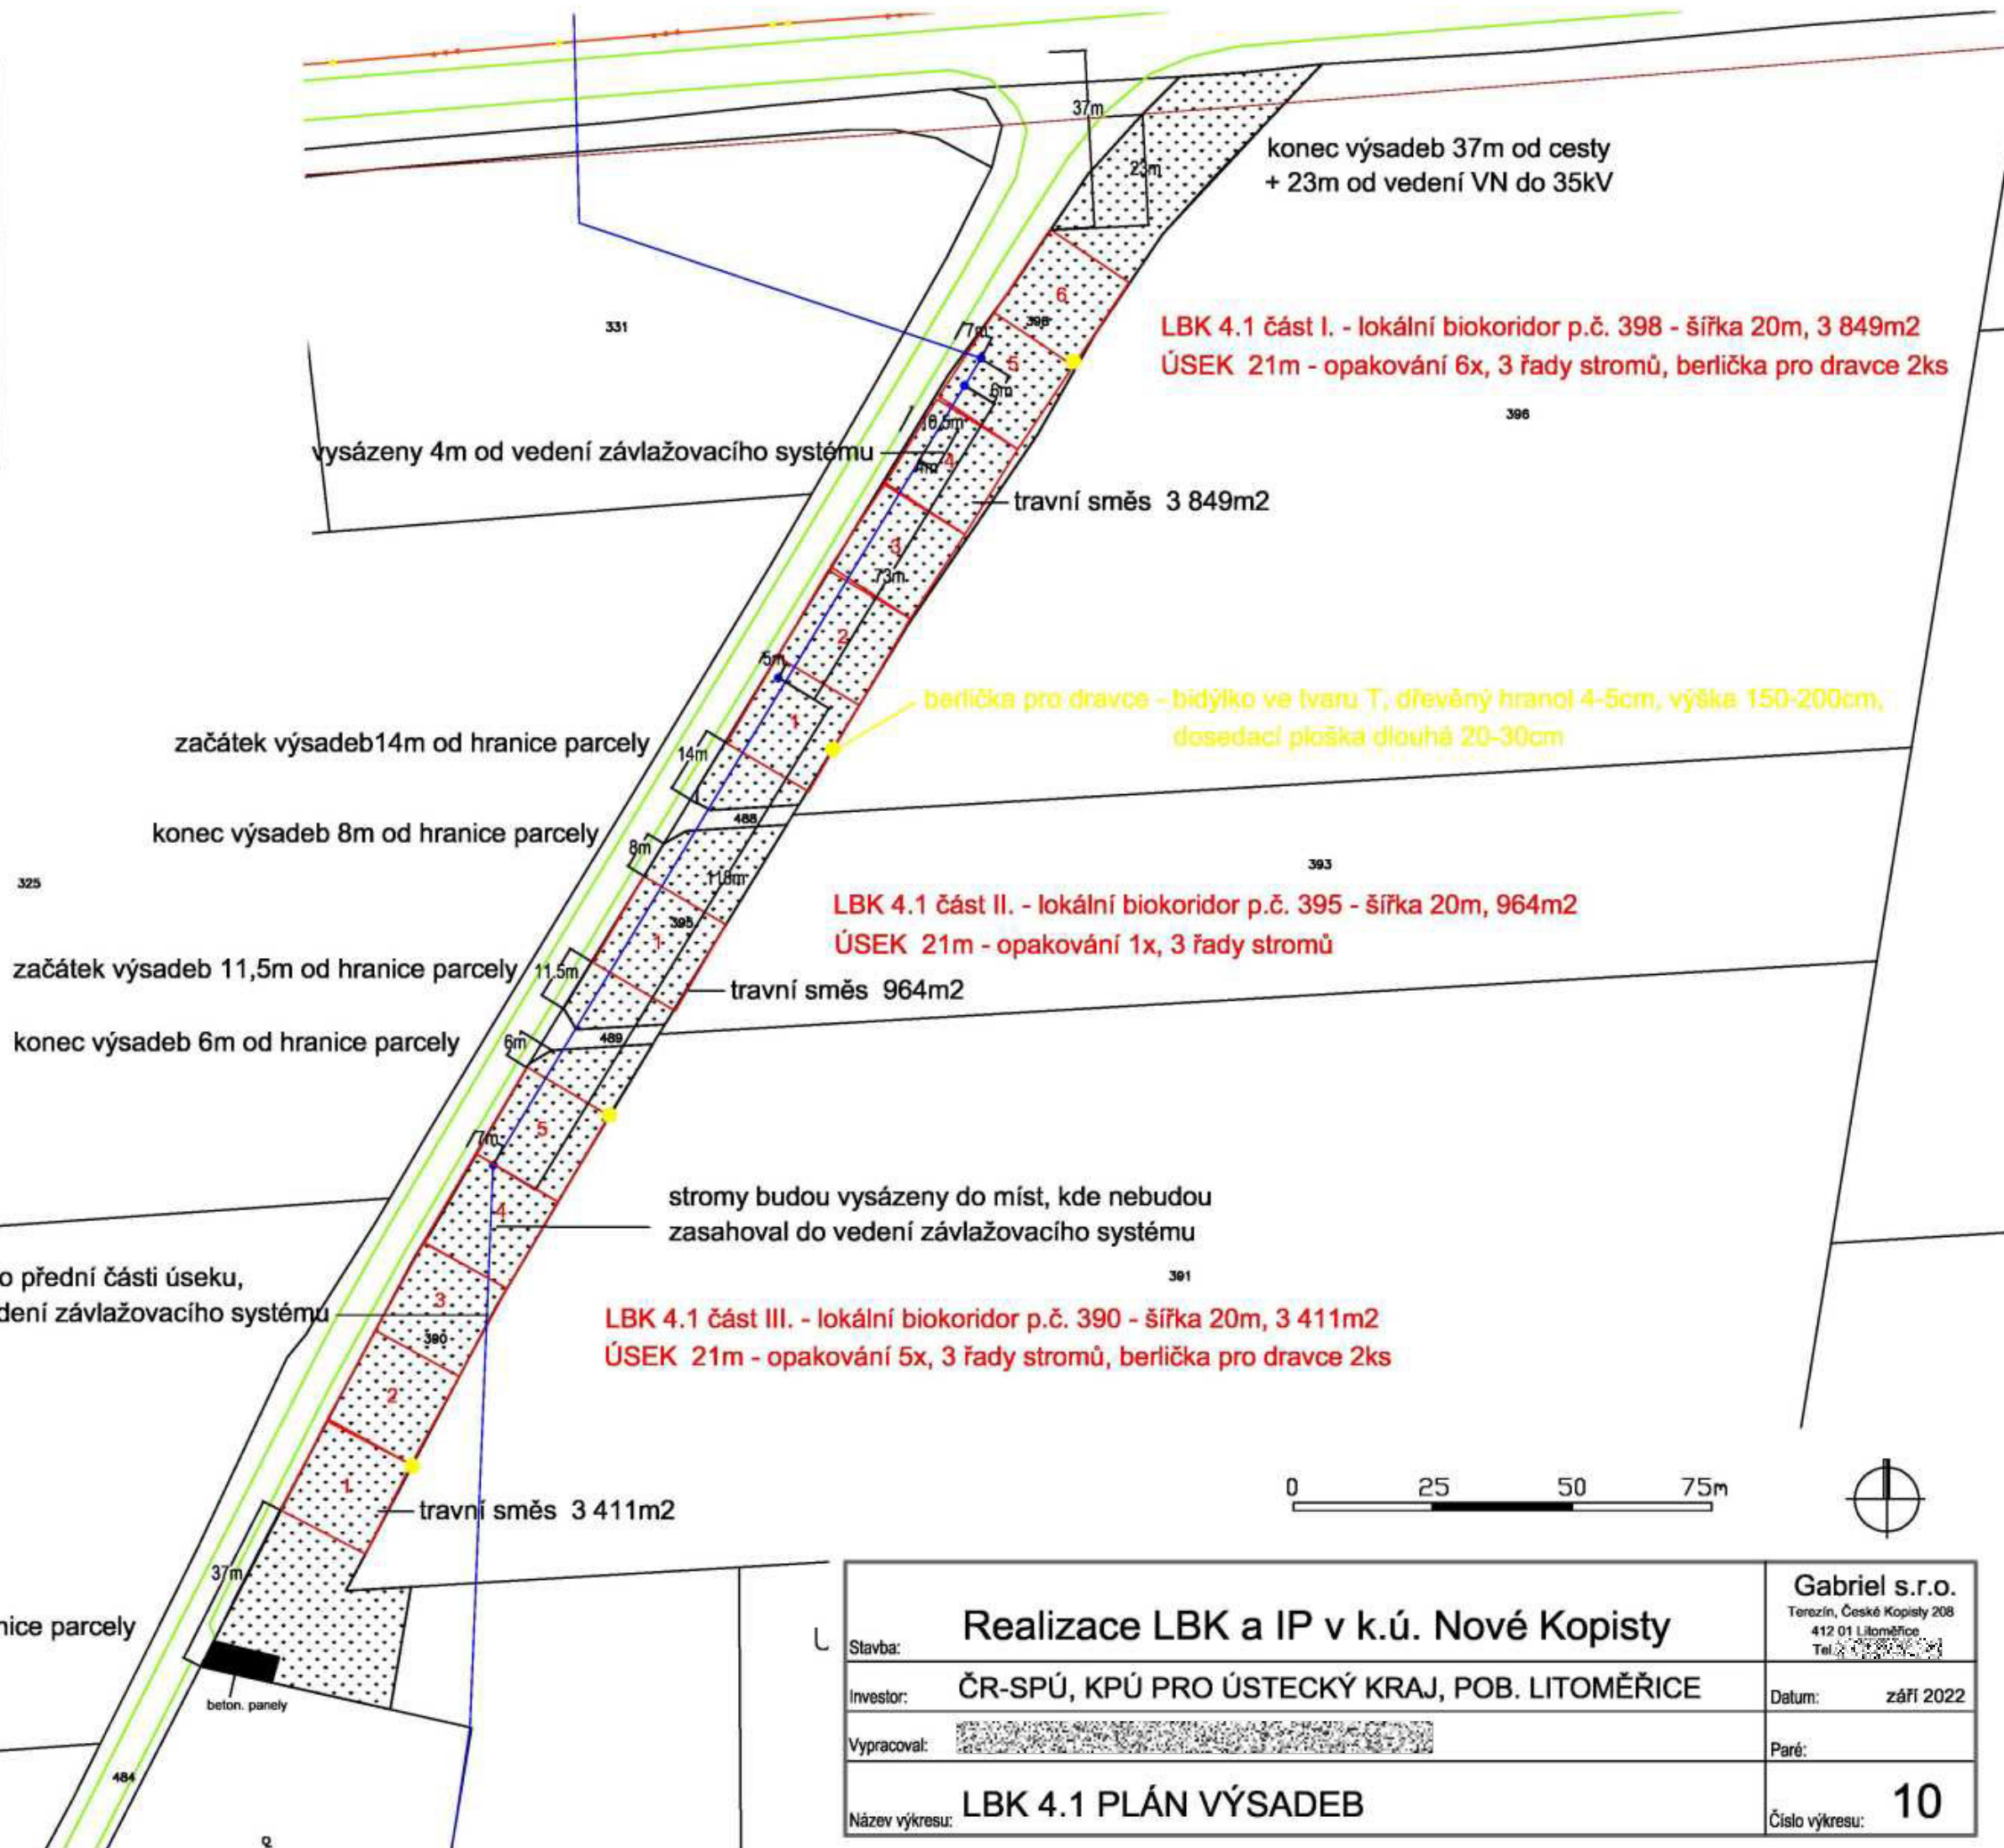 37m
23m
konec výsadeb 37m od cesty
+ 23m od vedení VN do 35kV
6
398
7m
5
6m
331
LBK 4.1 část I. - lokální biokoridor p.č. 398 - šířka 20m, 3 849m2
ÚSEK 21m - opakování 6x, 3 řady stromů, berlička pro dravce 2ks
396
vysázeny 4m od vedení závlažovacího systému
4m
4
travní směs 3 849m2
3
73m
2
5m
berlička pro dravce - bidýlko ve tvaru T, dřevěný hranol 4-5cm, výška 150-200cm,
dosedací ploška dlouhá 20-30cm
1
začátek výsadeb14m od hranice parcely
14m
488
konec výsadeb 8m od hranice parcely
8m
118m
325
393
LBK 4.1 část II. - lokální biokoridor p.č. 395 - šířka 20m, 964m2
ÚSEK 21m - opakování 1x, 3 řady stromů
395
1
začátek výsadeb 11,5m od hranice parcely
11.5m
travní směs 964m2
konec výsadeb 6m od hranice parcely
6m
489
5
7m
4
stromy budou vysázeny do míst, kde nebudou
zasahoval do vedení závlažovacího systému
391
o přední části úseku,
dení závlažovacího systému
3
390
LBK 4.1 část III. - lokální biokoridor p.č. 390 - šířka 20m, 3 411m2
ÚSEK 21m - opakování 5x, 3 řady stromů, berlička pro dravce 2ks
2
1
travní směs 3 411m2
37m
nice parcely
beton. panely
484
0 25 50 75m
Stavba: Realizace LBK a IP v k.ú. Nové Kopisty
Gabriel s.r.o.
Terezín, České Kopisty 208
412 01 Litoměřice
Tel.
Investor: ČR-SPÚ, KPÚ PRO ÚSTECKÝ KRAJ, POB. LITOMĚŘICE
Datum: září 2022
Vypracoval:
Paré:
Název výkresu: LBK 4.1 PLÁN VÝSADEB
Číslo výkresu: 10